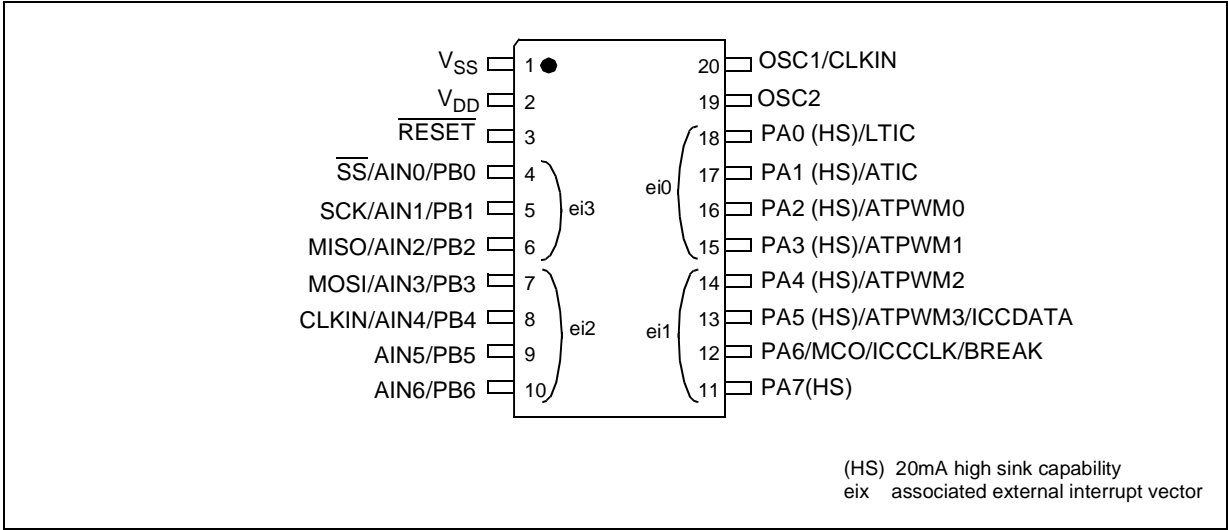 VSS 1 20 OSC1/CLKIN
VDD 2 19 OSC2
RESET 3 18 PA0 (HS)/LTIC
SS/AIN0/PB0 4 17 PA1 (HS)/ATIC
ei3 ei0
SCK/AIN1/PB1 5 16 PA2 (HS)/ATPWM0
MISO/AIN2/PB2 6 15 PA3 (HS)/ATPWM1
MOSI/AIN3/PB3 7 14 PA4 (HS)/ATPWM2
CLKIN/AIN4/PB4 8 13 PA5 (HS)/ATPWM3/ICCDATA
ei2 ei1
AIN5/PB5 9 12 PA6/MCO/ICCCLK/BREAK
AIN6/PB6 10 11 PA7(HS)
(HS) 20mA high sink capability
eix associated external interrupt vector